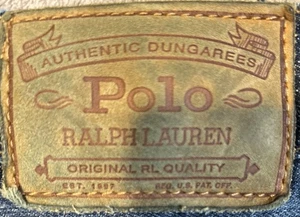 AUTHENTIC DUNGAREES
Polo
RALPH LAUREN
ORIGINAL RL QUALITY
EST. 1967 REG. U.S. PAT. OFF.